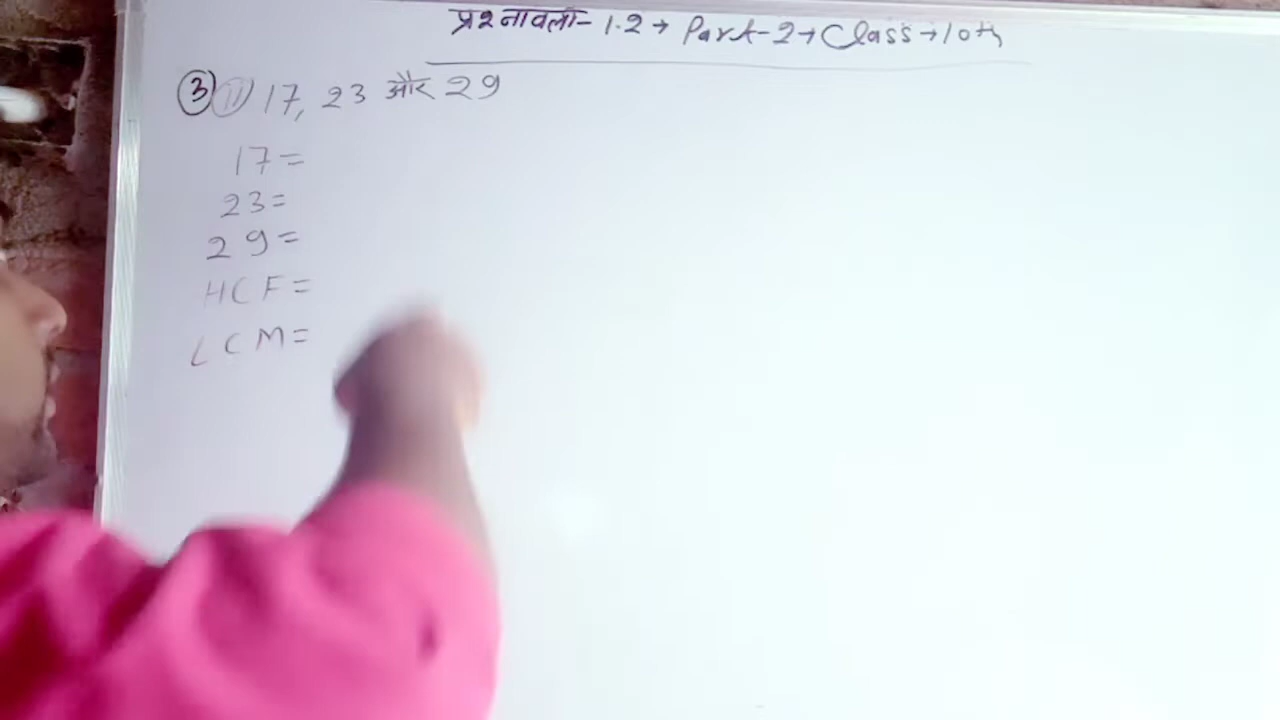 प्रश्नावली- 1.2 → Part-2 → Class → 10th
③ (ii) 17, 23 और 29
17=
23=
29=
HCF=
LCM=